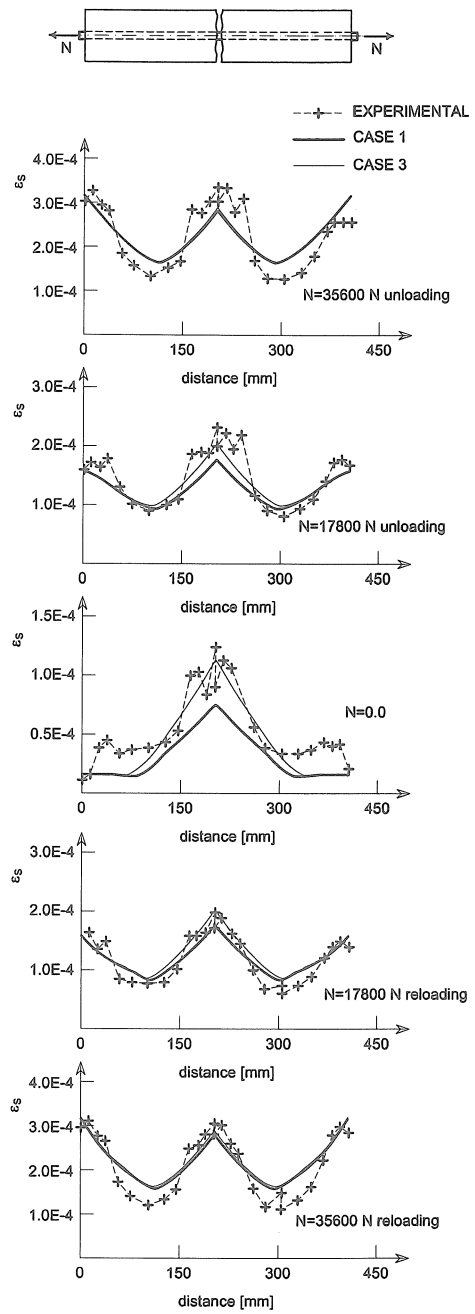 N N
EXPERIMENTAL
CASE 1
CASE 3
εs
4.0E-4
3.0E-4
2.0E-4
1.0E-4
N=35600 N unloading
0 150 300 450
distance [mm]
εs
3.0E-4
2.0E-4
1.0E-4
N=17800 N unloading
0 150 300 450
distance [mm]
εs
1.5E-4
1.0E-4
0.5E-4
N=0.0
0 150 300 450
distance [mm]
εs
3.0E-4
2.0E-4
1.0E-4
N=17800 N reloading
0 150 300 450
distance [mm]
εs
4.0E-4
3.0E-4
2.0E-4
1.0E-4
N=35600 N reloading
0 150 300 450
distance [mm]